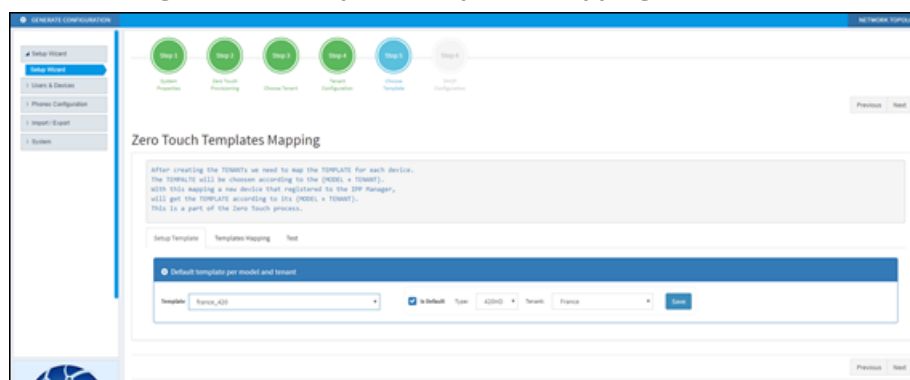 GENERATE CONFIGURATION
NETWORK TOPOLO
Setup Wizard
Setup Wizard
Users & Devices
Phones Configuration
Import / Export
System
Step 1
Step 2
Step 3
Step 4
Step 5
Step 6
System Properties
Zero Touch Provisioning
Choose Tenant
Tenant Configuration
Choose Template
DHCP Configuration
Previous Next
Zero Touch Templates Mapping
After creating the TENANTs we need to map the TEMPLATE for each device.
The TEMPALTE will be choosen according to the (MODEL + TENANT).
With this mapping a new device that registered to the IPP Manager,
will get the TEMPLATE according to its (MODEL + TENANT).
This is a part of the Zero Touch process.
Setup Template Templates Mapping Test
Default template per model and tenant
Template france_420 Is Default Type: 420HD Tenant: France Save
Previous Next